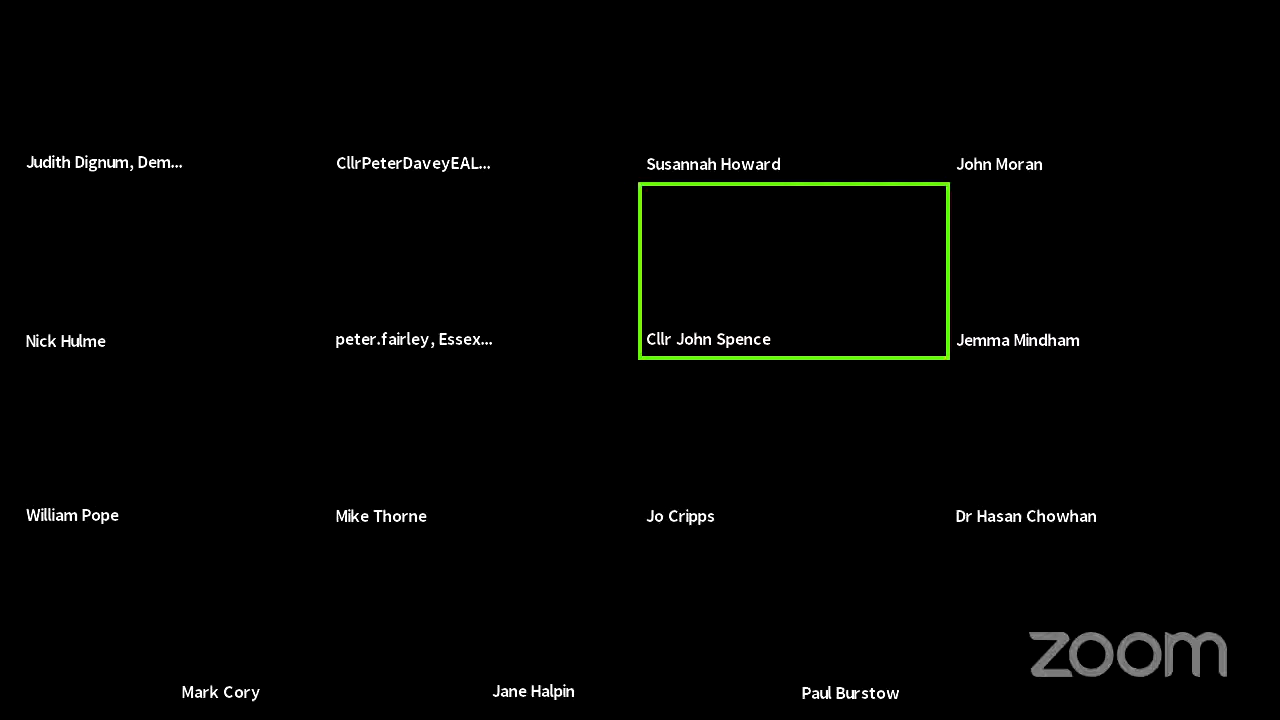 Judith Dignum, Dem...
CllrPeterDaveyEAL...
Susannah Howard
John Moran
Nick Hulme
peter.fairley, Essex...
Cllr John Spence
Jemma Mindham
William Pope
Mike Thorne
Jo Cripps
Dr Hasan Chowhan
zoom
Mark Cory
Jane Halpin
Paul Burstow